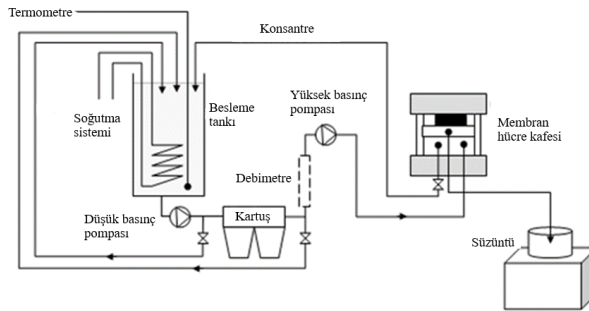 Termometre
Konsantre
Soğutma
sistemi
Besleme
tankı
Yüksek basınç
pompası
Membran
hücre kafesi
Debimetre
Düşük basınç
pompası
Kartuş
Süzüntü